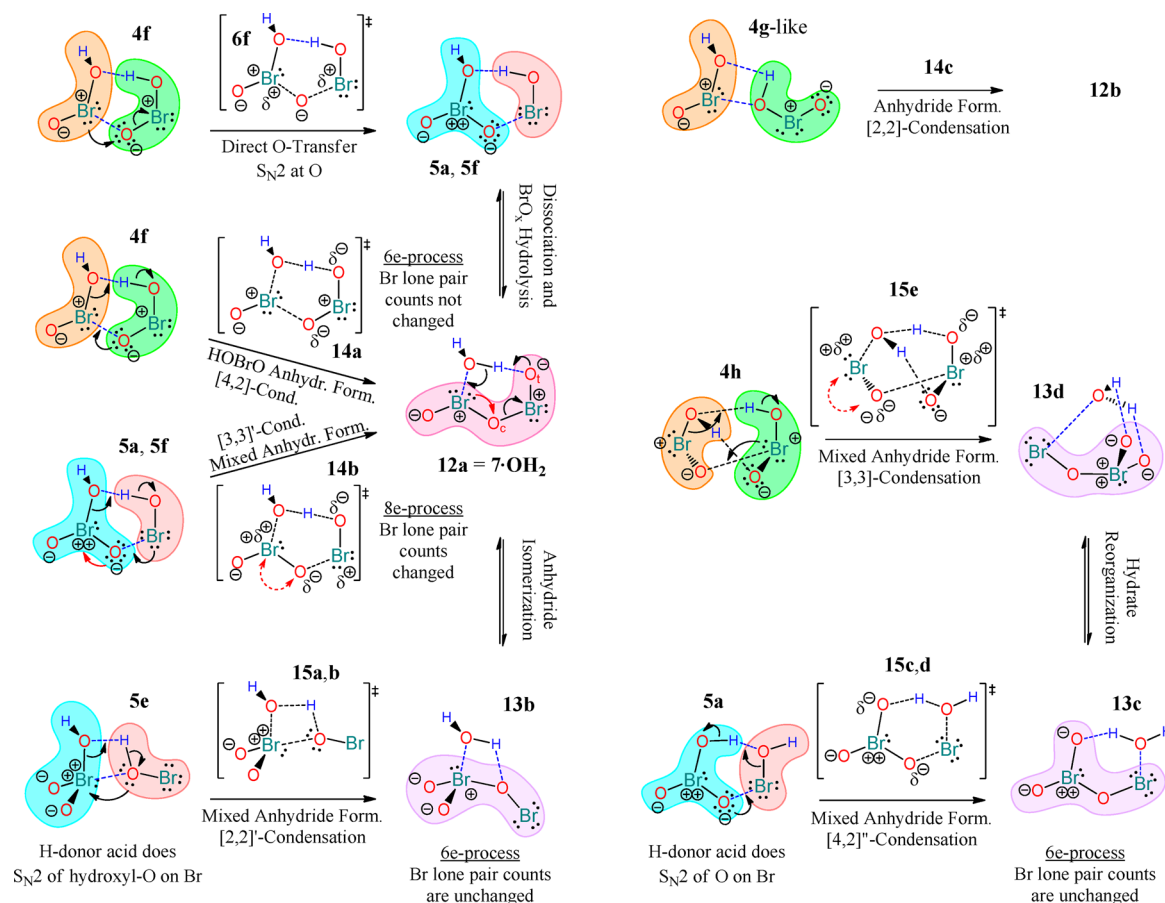 4f
6f
‡
Direct O-Transfer
SN2 at O
5a, 5f
4g-like
14c
Anhydride Form.
[2,2]-Condensation
12b
Dissociation and
BrOx Hydrolysis
4f
‡
14a
6e-process
Br lone pair
counts not
changed
HOBrO Anhydr. Form.
[4,2]-Cond.
[3,3]'-Cond.
Mixed Anhydr. Form.
5a, 5f
‡
14b
8e-process
Br lone pair
counts
changed
12a = 7·OH2
Anhydride
Isomerization
4h
15e
‡
Mixed Anhydride Form.
[3,3]-Condensation
13d
Hydrate
Reorganization
5e
15a,b
‡
Mixed Anhydride Form.
[2,2]'-Condensation
13b
H-donor acid does
SN2 of hydroxyl-O on Br
6e-process
Br lone pair counts
are unchanged
5a
15c,d
‡
Mixed Anhydride Form.
[4,2]"-Condensation
13c
H-donor acid does
SN2 of O on Br
6e-process
Br lone pair counts
are unchanged